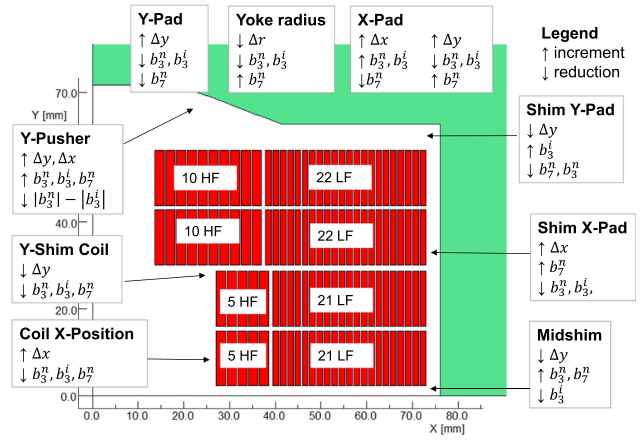 Y-Pad
↑ Δy
↓ b₃ⁿ, b₃ⁱ
↓ b₇ⁿ
Yoke radius
↓ Δr
↓ b₃ⁿ, b₃ⁱ
↑ b₇ⁿ
X-Pad
↑ Δx ↑ Δy
↑ b₃ⁿ, b₃ⁱ ↓ b₃ⁿ, b₃ⁱ
↓b₇ⁿ ↑ b₇ⁿ
Legend
↑ increment
↓ reduction
Y-Pusher
↑ Δy, Δx
↑ b₃ⁿ, b₃ⁱ, b₇ⁿ
↓ |b₃ⁿ| − |b₃ⁱ|
Y-Shim Coil
↓ Δy
↓ b₃ⁿ, b₃ⁱ, b₇ⁿ
Coil X-Position
↑ Δx
↓ b₃ⁿ, b₃ⁱ, b₇ⁿ
Shim Y-Pad
↓ Δy
↑ b₃ⁱ
↓ b₇ⁿ, b₃ⁿ
Shim X-Pad
↑ Δx
↑ b₇ⁿ
↓ b₃ⁿ, b₃ⁱ,
Midshim
↓ Δy
↑ b₃ⁿ, b₇ⁿ
↓ b₃ⁱ
10 HF 22 LF
10 HF 22 LF
5 HF 21 LF
5 HF 21 LF
Y [mm]
70.0
40.0
20.0
0.0
0.0 10.0 20.0 30.0 40.0 50.0 60.0 70.0 80.0
X [mm]